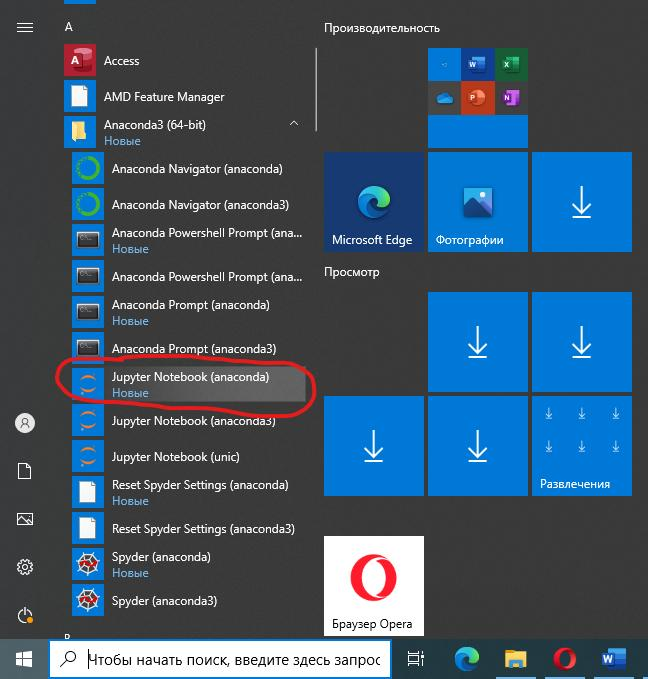 A
Access
AMD Feature Manager
Anaconda3 (64-bit)
Новые
Anaconda Navigator (anaconda)
Anaconda Navigator (anaconda3)
Anaconda Powershell Prompt (ana...
Новые
Anaconda Powershell Prompt (ana...
Anaconda Prompt (anaconda)
Новые
Anaconda Prompt (anaconda3)
Jupyter Notebook (anaconda)
Новые
Jupyter Notebook (anaconda3)
Jupyter Notebook (unic)
Reset Spyder Settings (anaconda)
Новые
Reset Spyder Settings (anaconda3)
Spyder (anaconda)
Новые
Spyder (anaconda3)
Производительность
Microsoft Edge
Фотографии
Просмотр
Развлечения
Браузер Opera
Чтобы начать поиск, введите здесь запрос